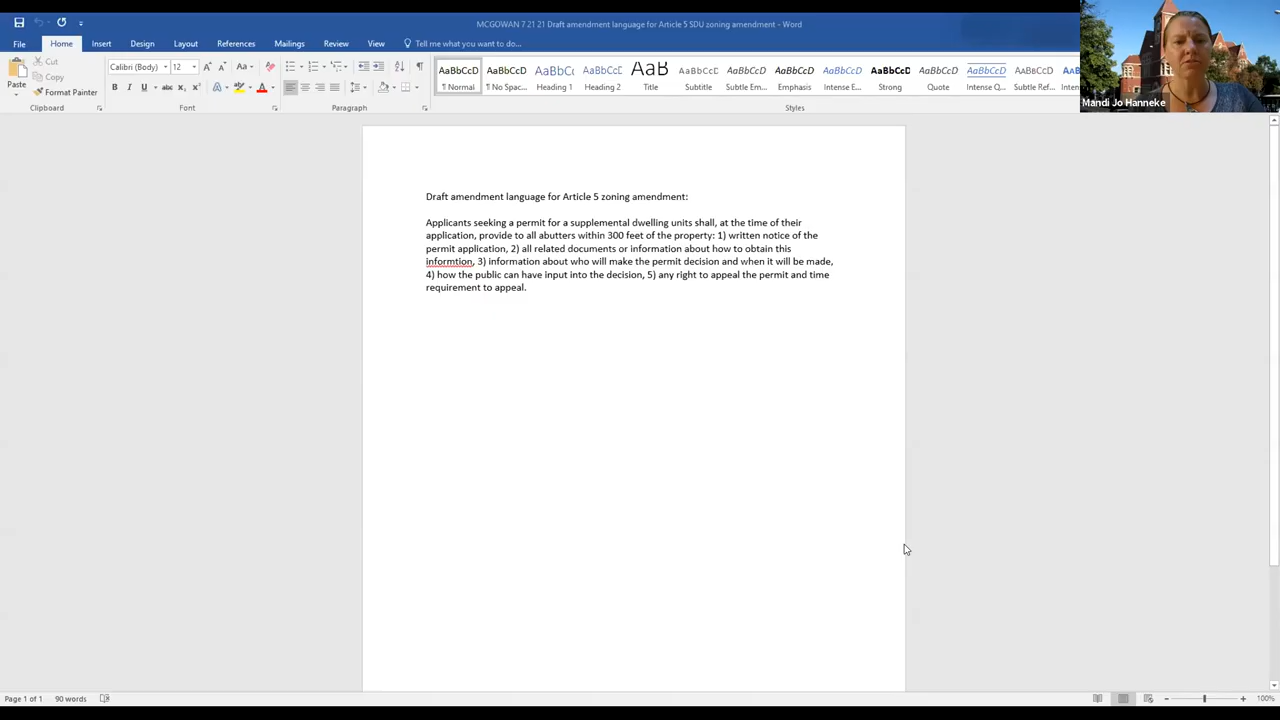 MCGOWAN 7 21 21 Draft amendment language for Article 5 SDU zoning amendment - Word
File Home Insert Design Layout References Mailings Review View Tell me what you want to do...
Paste
Cut
Copy
Format Painter
Clipboard
Calibri (Body) 12
Font
Paragraph
AaBbCcD AaBbCcD AaBbC AaBbCcC AaB AaBbCcC AaBbCcD AaBbCcD AaBbCcD AaBbCcD AaBbCcD AaBbCcD AaBbCcD AaB
¶ Normal ¶ No Spac... Heading 1 Heading 2 Title Subtitle Subtle Em... Emphasis Intense E... Strong Quote Intense Q... Subtle Ref... Intense
Styles
Mandi Jo Hanneke
Draft amendment language for Article 5 zoning amendment:
Applicants seeking a permit for a supplemental dwelling units shall, at the time of their
application, provide to all abutters within 300 feet of the property: 1) written notice of the
permit application, 2) all related documents or information about how to obtain this
informtion, 3) information about who will make the permit decision and when it will be made,
4) how the public can have input into the decision, 5) any right to appeal the permit and time
requirement to appeal.
Page 1 of 1 90 words
100%